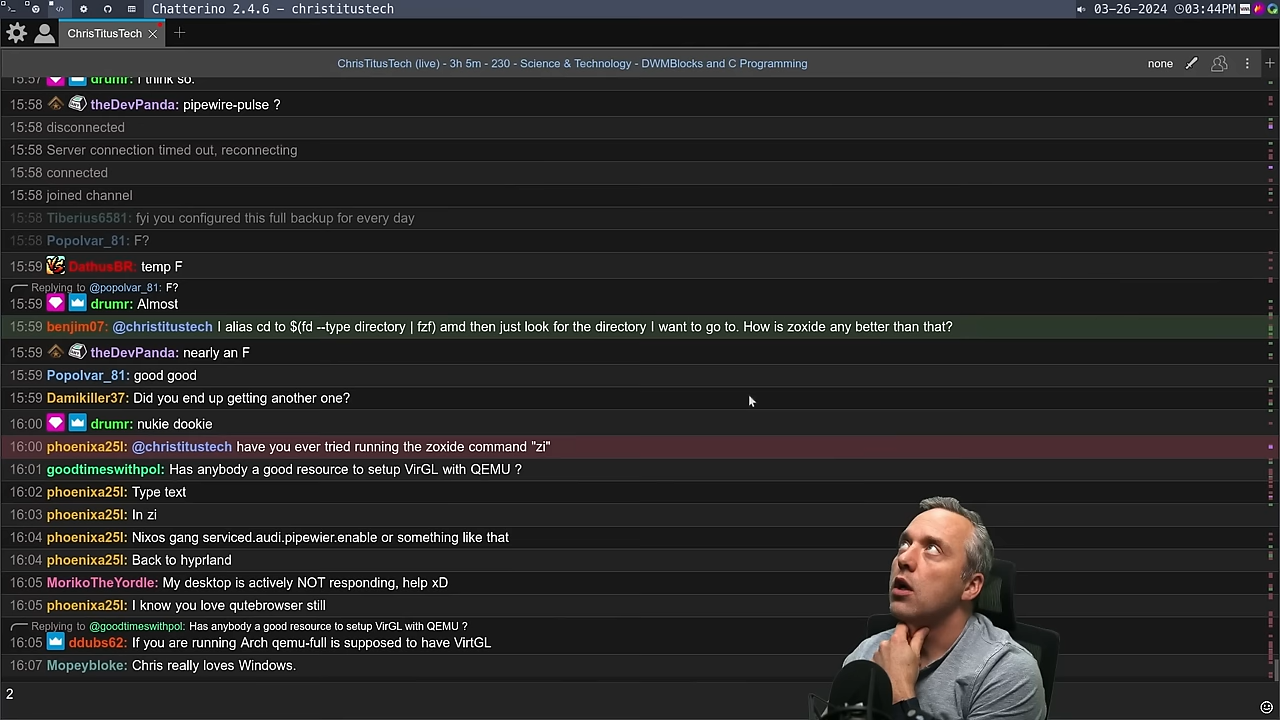 Chatterino 2.4.6 – christitustech
03-26-2024 03:44PM
ChrisTitusTech
ChrisTitusTech (live) - 3h 5m - 230 - Science & Technology - DWMBlocks and C Programming
none
15:57 drumr: I think so.
15:58 theDevPanda: pipewire-pulse ?
15:58 disconnected
15:58 Server connection timed out, reconnecting
15:58 connected
15:58 joined channel
15:58 Tiberius6581: fyi you configured this full backup for every day
15:58 Popolvar_81: F?
15:59 DathusBR: temp F
Replying to @popolvar_81: F?
15:59 drumr: Almost
15:59 benjim07: @christitustech I alias cd to $(fd --type directory | fzf) amd then just look for the directory I want to go to. How is zoxide any better than that?
15:59 theDevPanda: nearly an F
15:59 Popolvar_81: good good
15:59 Damikiller37: Did you end up getting another one?
16:00 drumr: nukie dookie
16:00 phoenixa25l: @christitustech have you ever tried running the zoxide command "zi"
16:01 goodtimeswithpol: Has anybody a good resource to setup VirGL with QEMU ?
16:02 phoenixa25l: Type text
16:03 phoenixa25l: In zi
16:04 phoenixa25l: Nixos gang serviced.audi.pipewier.enable or something like that
16:04 phoenixa25l: Back to hyprland
16:05 MorikoTheYordle: My desktop is actively NOT responding, help xD
16:05 phoenixa25l: I know you love qutebrowser still
Replying to @goodtimeswithpol: Has anybody a good resource to setup VirGL with QEMU ?
16:05 ddubs62: If you are running Arch qemu-full is supposed to have VirtGL
16:07 Mopeybloke: Chris really loves Windows.
2